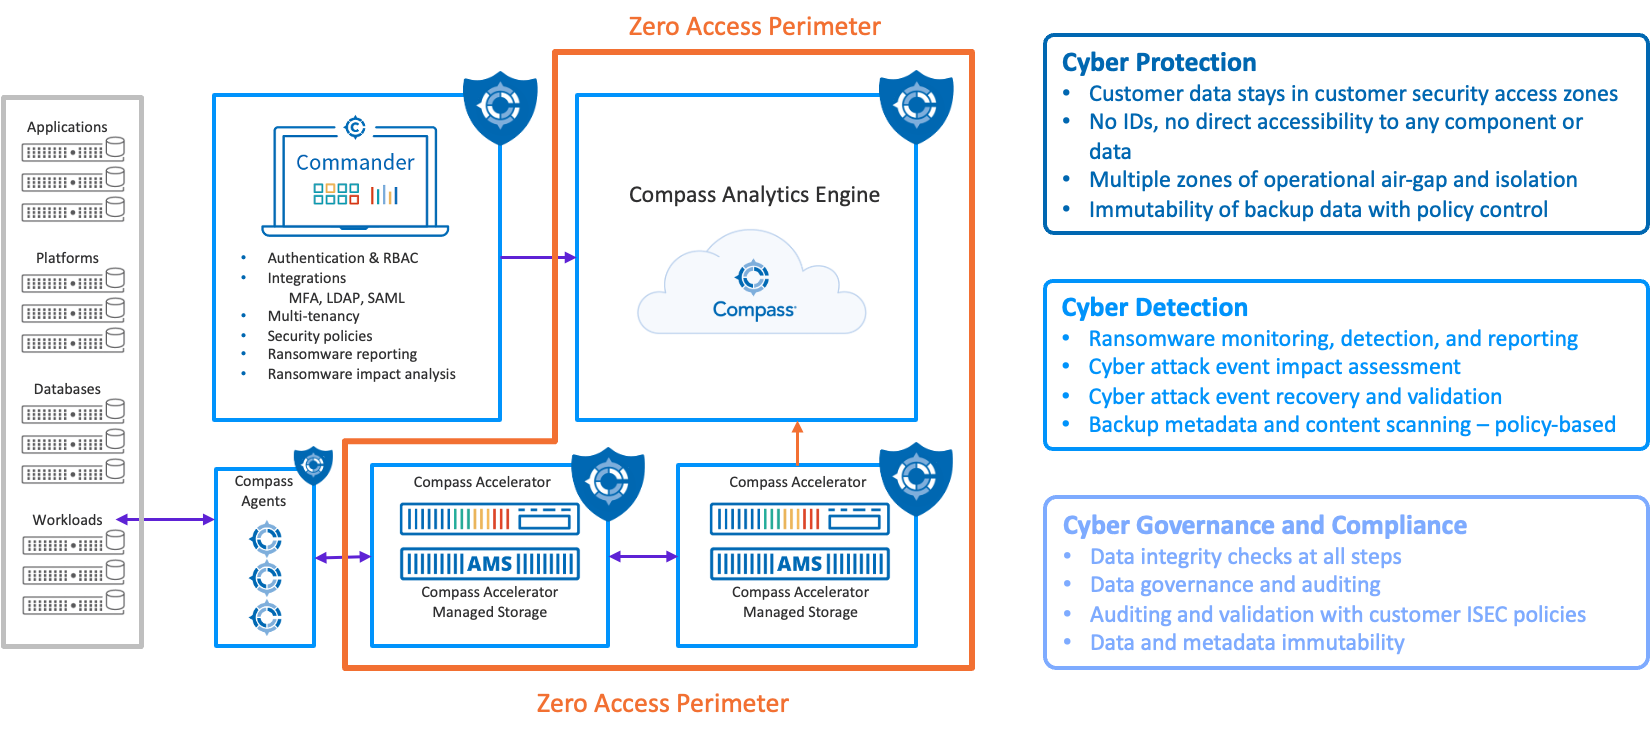 Zero Access Perimeter
Applications
Platforms
Databases
Workloads
C
Commander
• Authentication & RBAC
• Integrations
MFA, LDAP, SAML
• Multi-tenancy
• Security policies
• Ransomware reporting
• Ransomware impact analysis
Compass Analytics Engine
Compass
Compass
Agents
Compass Accelerator
AMS
Compass Accelerator
Managed Storage
Compass Accelerator
AMS
Compass Accelerator
Managed Storage
Zero Access Perimeter
Cyber Protection
• Customer data stays in customer security access zones
• No IDs, no direct accessibility to any component or
data
• Multiple zones of operational air-gap and isolation
• Immutability of backup data with policy control
Cyber Detection
• Ransomware monitoring, detection, and reporting
• Cyber attack event impact assessment
• Cyber attack event recovery and validation
• Backup metadata and content scanning – policy-based
Cyber Governance and Compliance
• Data integrity checks at all steps
• Data governance and auditing
• Auditing and validation with customer ISEC policies
• Data and metadata immutability